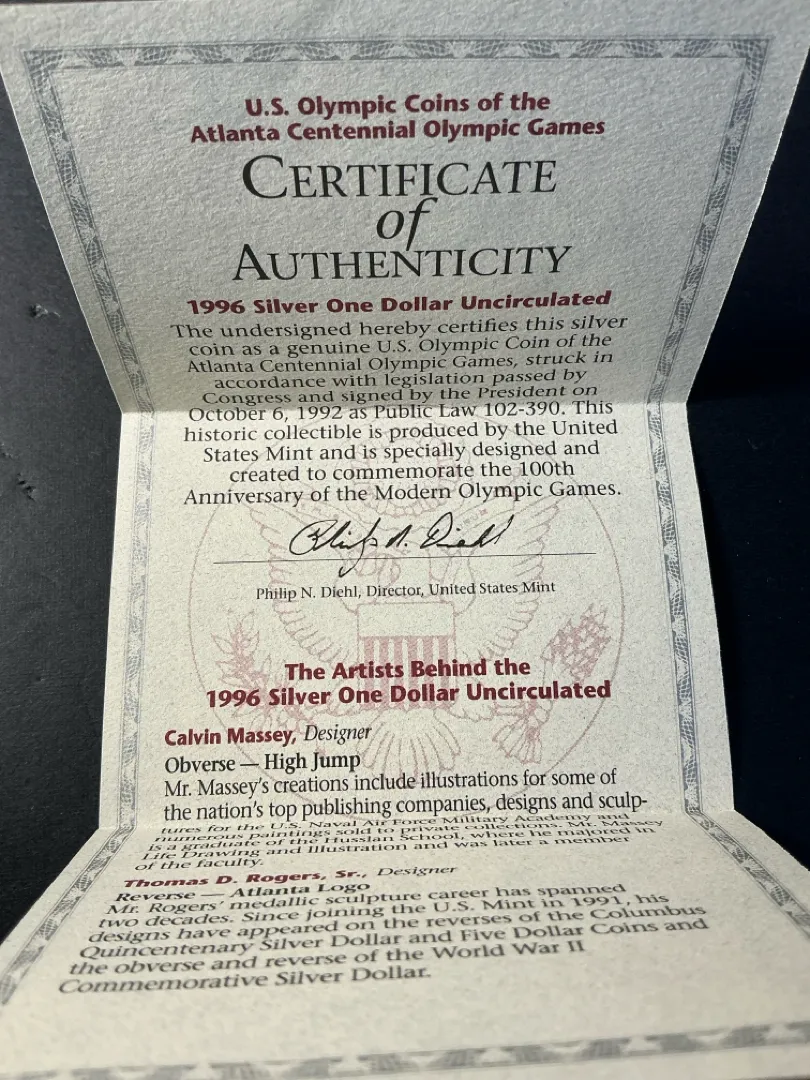 U.S. Olympic Coins of the
Atlanta Centennial Olympic Games
CERTIFICATE
of
AUTHENTICITY
1996 Silver One Dollar Uncirculated
The undersigned hereby certifies this silver
coin as a genuine U.S. Olympic Coin of the
Atlanta Centennial Olympic Games, struck in
accordance with legislation passed by
Congress and signed by the President on
October 6, 1992 as Public Law 102-390. This
historic collectible is produced by the United
States Mint and is specially designed and
created to commemorate the 100th
Anniversary of the Modern Olympic Games.
Philip N. Diehl
Philip N. Diehl, Director, United States Mint
The Artists Behind the
1996 Silver One Dollar Uncirculated
Calvin Massey, Designer
Obverse — High Jump
Mr. Massey's creations include illustrations for some of
the nation's top publishing companies, designs and sculp-
tures for the U.S. Naval Air Force Military Academy and
numerous paintings sold to private collections. Mr. Massey
is a graduate of the Hussian School, where he majored in
Life Drawing and Illustration and was later a member
of the faculty.
Thomas D. Rogers, Sr., Designer
Reverse — Atlanta Logo
Mr. Rogers' medallic sculpture career has spanned
two decades. Since joining the U.S. Mint in 1991, his
designs have appeared on the reverses of the Columbus
Quincentenary Silver Dollar and Five Dollar Coins and
the obverse and reverse of the World War II
Commemorative Silver Dollar.